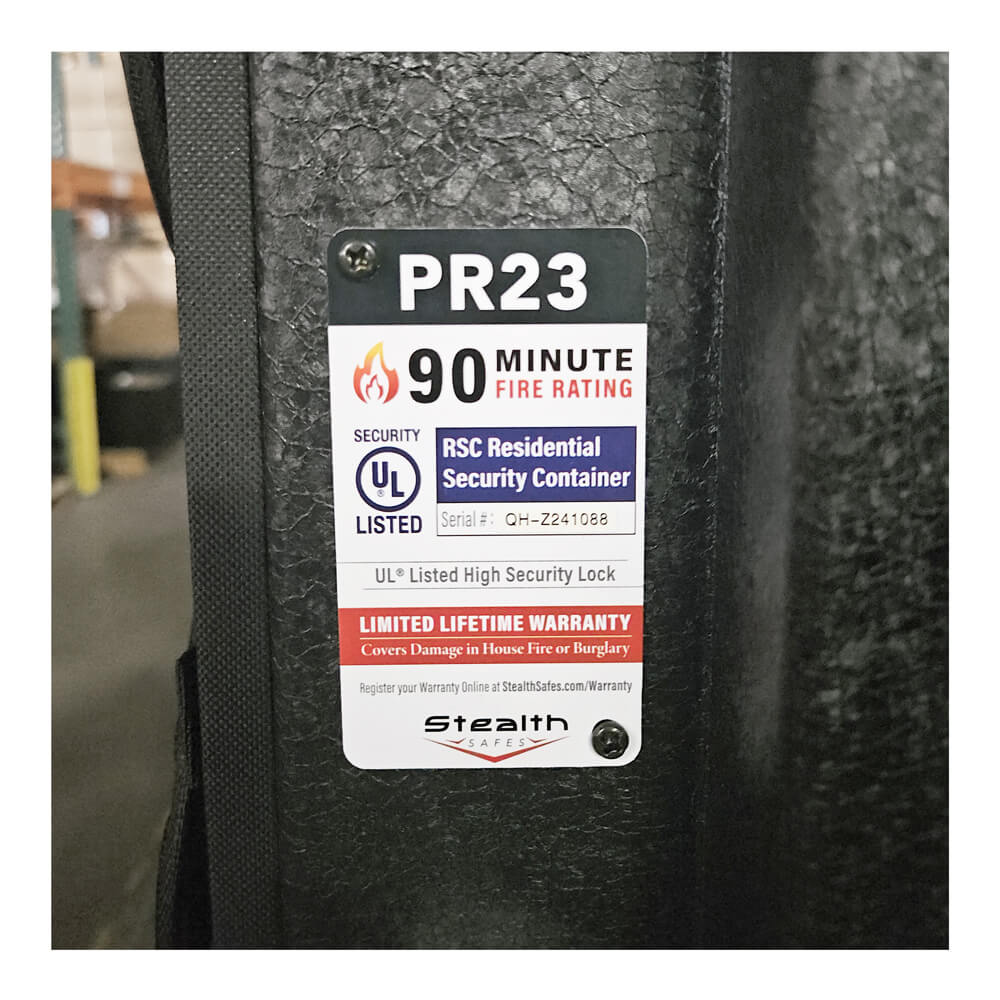 PR23
90 MINUTE
FIRE RATING
SECURITY
UL®
LISTED
RSC Residential
Security Container
Serial #: QH-Z241088
UL® Listed High Security Lock
LIMITED LIFETIME WARRANTY
Covers Damage in House Fire or Burglary
Register your Warranty Online at StealthSafes.com/Warranty
Stealth
SAFES